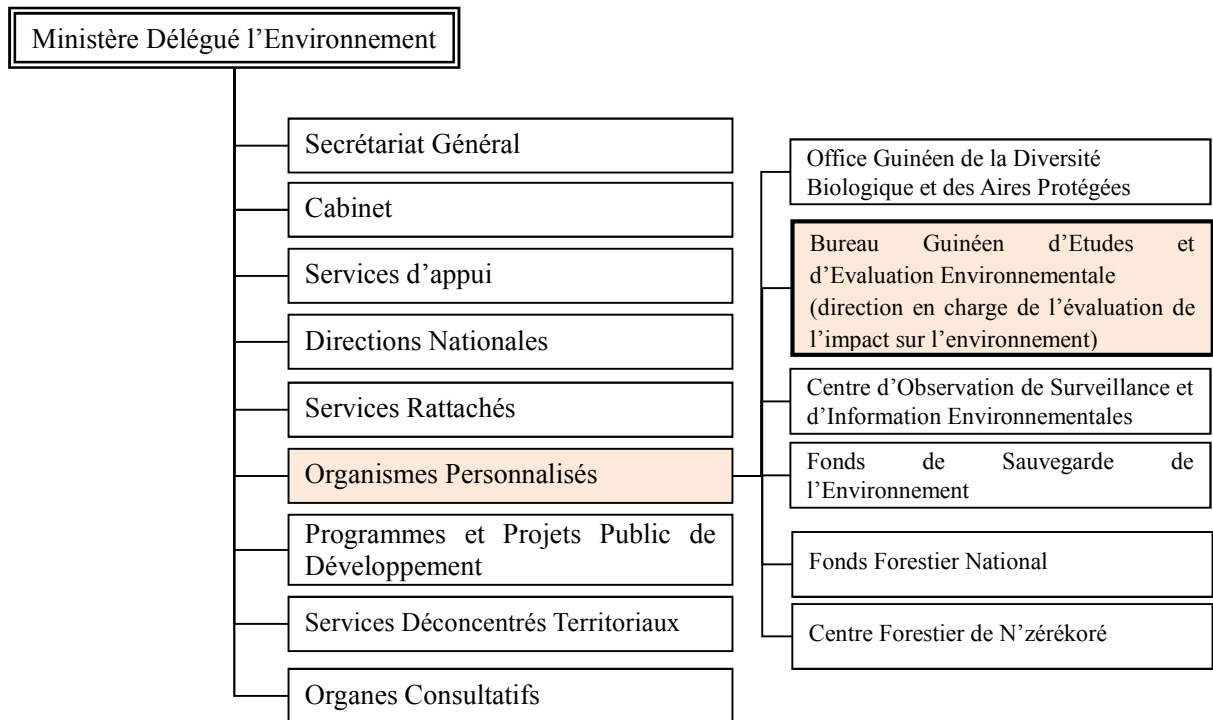 Ministère Délégué l’Environnement
Secrétariat Général
Cabinet
Services d’appui
Directions Nationales
Services Rattachés
Organismes Personnalisés
Programmes et Projets Public de
Développement
Services Déconcentrés Territoriaux
Organes Consultatifs
Office Guinéen de la Diversité
Biologique et des Aires Protégées
Bureau Guinéen d’Etudes et
d’Evaluation Environnementale
(direction en charge de l’évaluation de
l’impact sur l’environnement)
Centre d’Observation de Surveillance et
d’Information Environnementales
Fonds de Sauvegarde de
l’Environnement
Fonds Forestier National
Centre Forestier de N’zérékoré